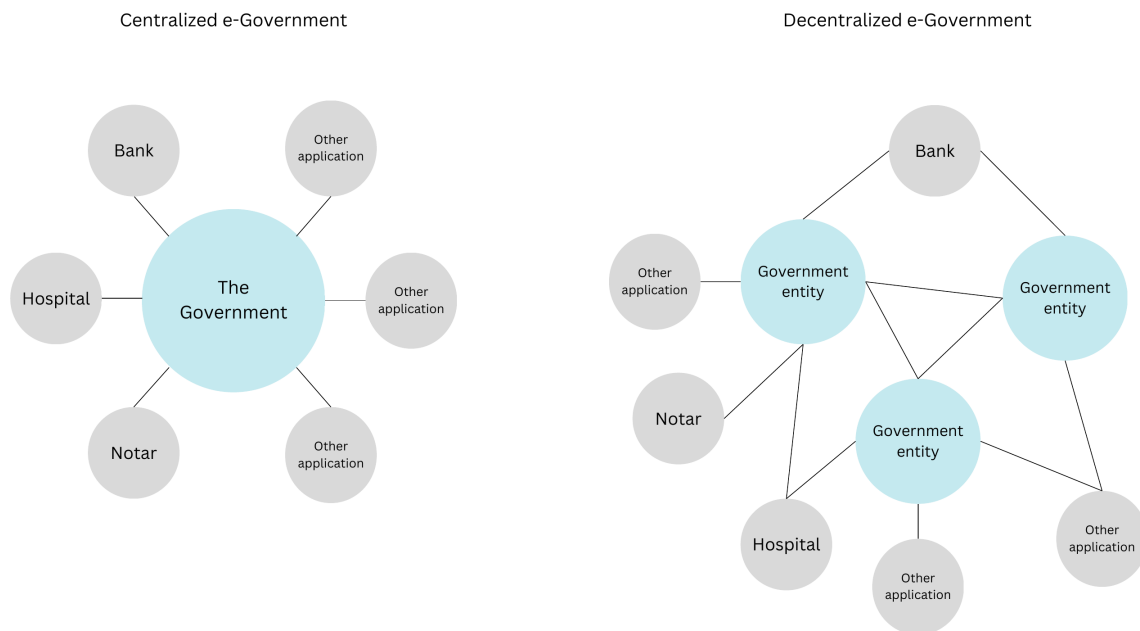 Centralized e-Government
Decentralized e-Government
Bank
Other
application
Hospital
The
Government
Other
application
Notar
Other
application
Bank
Other
application
Government
entity
Government
entity
Notar
Government
entity
Hospital
Other
application
Other
application